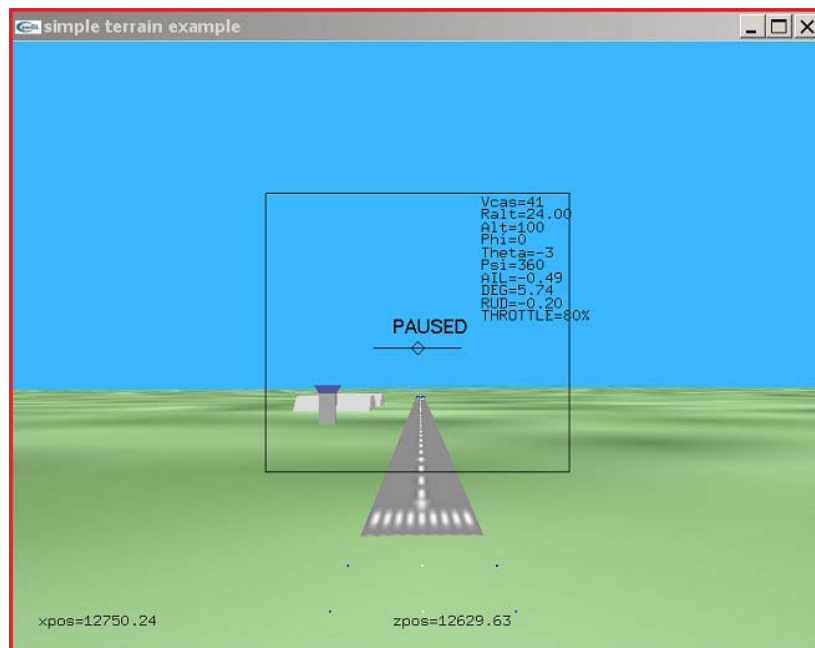 simple terrain example
Vcas=41
Ralt=24.00
Alt=100
Phi=0
Theta=-3
Psi=360
AIL=-0.49
DEG=5.74
RUD=-0.20
THROTTLE=80%
PAUSED
xpos=12750.24
zpos=12629.63